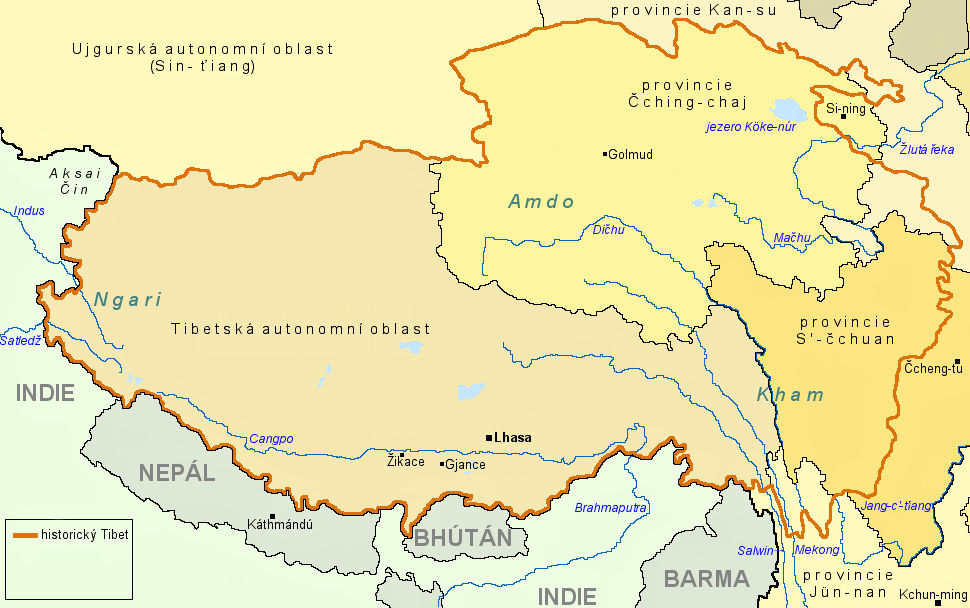 provincie Kan-su
Ujgurská autonomní oblast
(Sin- ťiang)
provincie
Čching-chaj
Si-ning
jezero Köke-núr
Žlutá řeka
Golmud
Aksai
Čin
Amdo
Indus
Dičhu
Mačhu
Ngari
Tibetská autonomní oblast
provincie
S'-čchuan
Satledž
Čcheng-tu
INDIE
Kham
Cangpo
Lhasa
Žikace
Gjance
NEPÁL
Brahmaputra
Jang-c'-ťiang
Káthmándú
historický Tibet
BHÚTÁN
Salwin
Mekong
BARMA
provincie
Jün-nan
INDIE
Kchun-ming